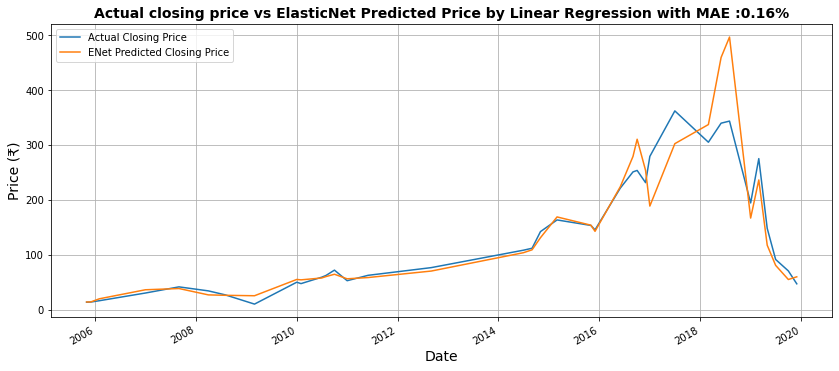 Actual closing price vs ElasticNet Predicted Price by Linear Regression with MAE :0.16%
Actual Closing Price
ENet Predicted Closing Price
Price (₹)
500
400
300
200
100
0
2006
2008
2010
2012
2014
2016
2018
2020
Date